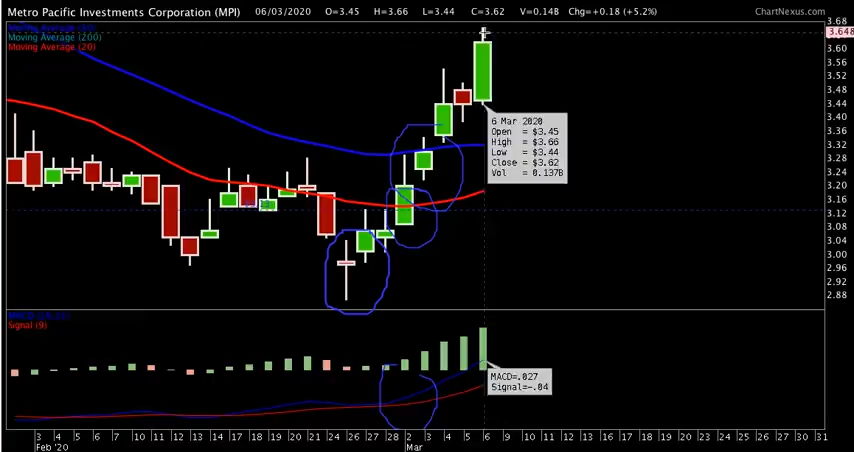 Metro Pacific Investments Corporation (MPI) 06/03/2020 O=3.45 H=3.66 L=3.44 C=3.62 V=0.14B Chg=+0.18 (+5.2%) ChartNexus.com
Moving Average
Moving Average (200)
Moving Average (20)
3.68
3.648
3.60
3.56
3.52
3.48
3.44
3.40
3.36
3.32
3.28
3.24
3.20
3.16
3.12
3.08
3.04
3.00
2.96
2.92
2.88
6 Mar 2020
Open = $3.45
High = $3.66
Low = $3.44
Close = $3.62
Vol = 0.137B
MACD
Signal (9)
MACD=.027
Signal=-.04
3 4 5 6 7 10 11 12 13 14 17 18 19 20 21 24 26 27 28 2 3 4 5 6 9 10 11 12 13 16 17 18 19 20 23 24 25 26 27 30 31
Feb '20 Mar